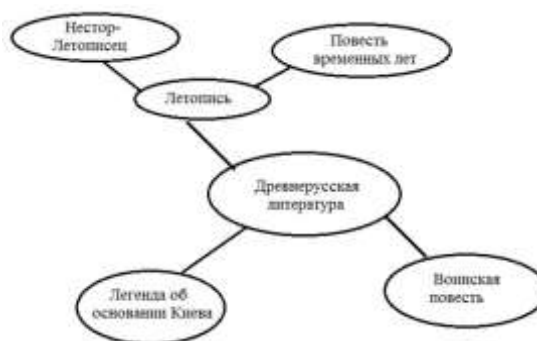 Нестор-
Летописец
Повесть
временных лет
Летопись
Древнерусская
литература
Легенда об
основании Киева
Воинская
повесть